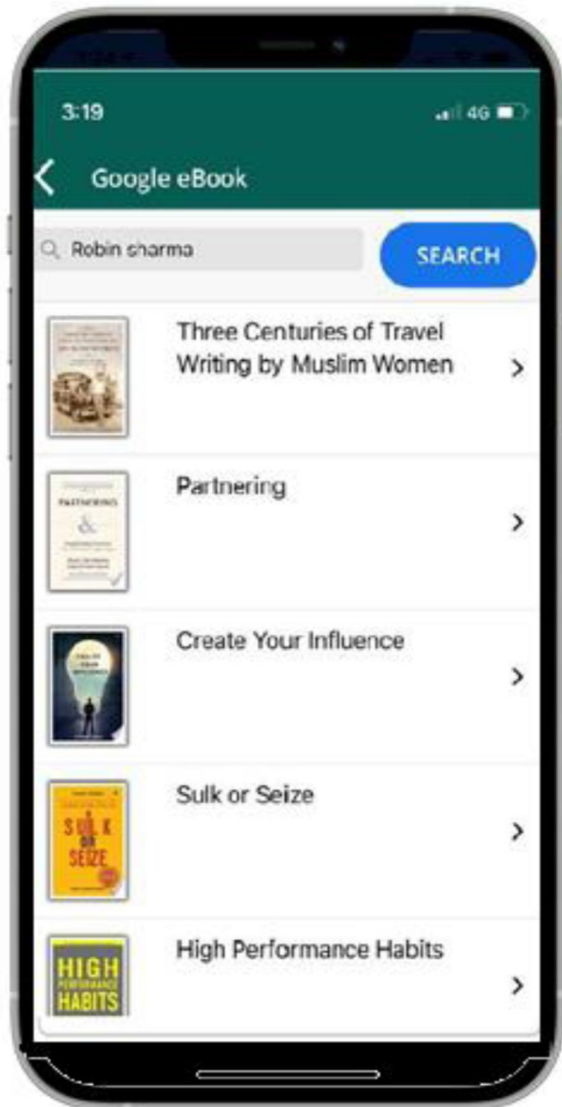 3:19
4G
Google eBook
Robin sharma
SEARCH
Three Centuries of Travel
Writing by Muslim Women
Partnering
PARTNERING
&
Create Your Influence
Sulk or Seize
SULK
OR
SEIZE
High Performance Habits
HIGH
PERFORMANCE
HABITS